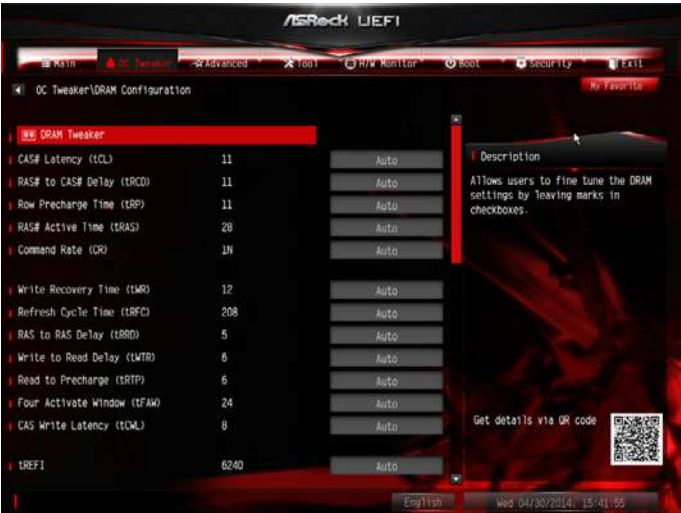 ASRock UEFI
Main OC Tweaker Advanced Tool H/W Monitor Boot Security Exit
OC Tweaker\DRAM Configuration
My Favorite
DRAM Tweaker
CAS# Latency (tCL) 11 Auto
RAS# to CAS# Delay (tRCD) 11 Auto
Row Precharge Time (tRP) 11 Auto
RAS# Active Time (tRAS) 28 Auto
Command Rate (CR) 1N Auto
Write Recovery Time (tWR) 12 Auto
Refresh Cycle Time (tRFC) 208 Auto
RAS to RAS Delay (tRRD) 5 Auto
Write to Read Delay (tWTR) 6 Auto
Read to Precharge (tRTP) 6 Auto
Four Activate Window (tFAW) 24 Auto
CAS Write Latency (tCWL) 8 Auto
tREFI 6240 Auto
Description
Allows users to fine tune the DRAM
settings by leaving marks in
checkboxes.
Get details via QR code
English
Wed 04/30/2014, 15:41:55